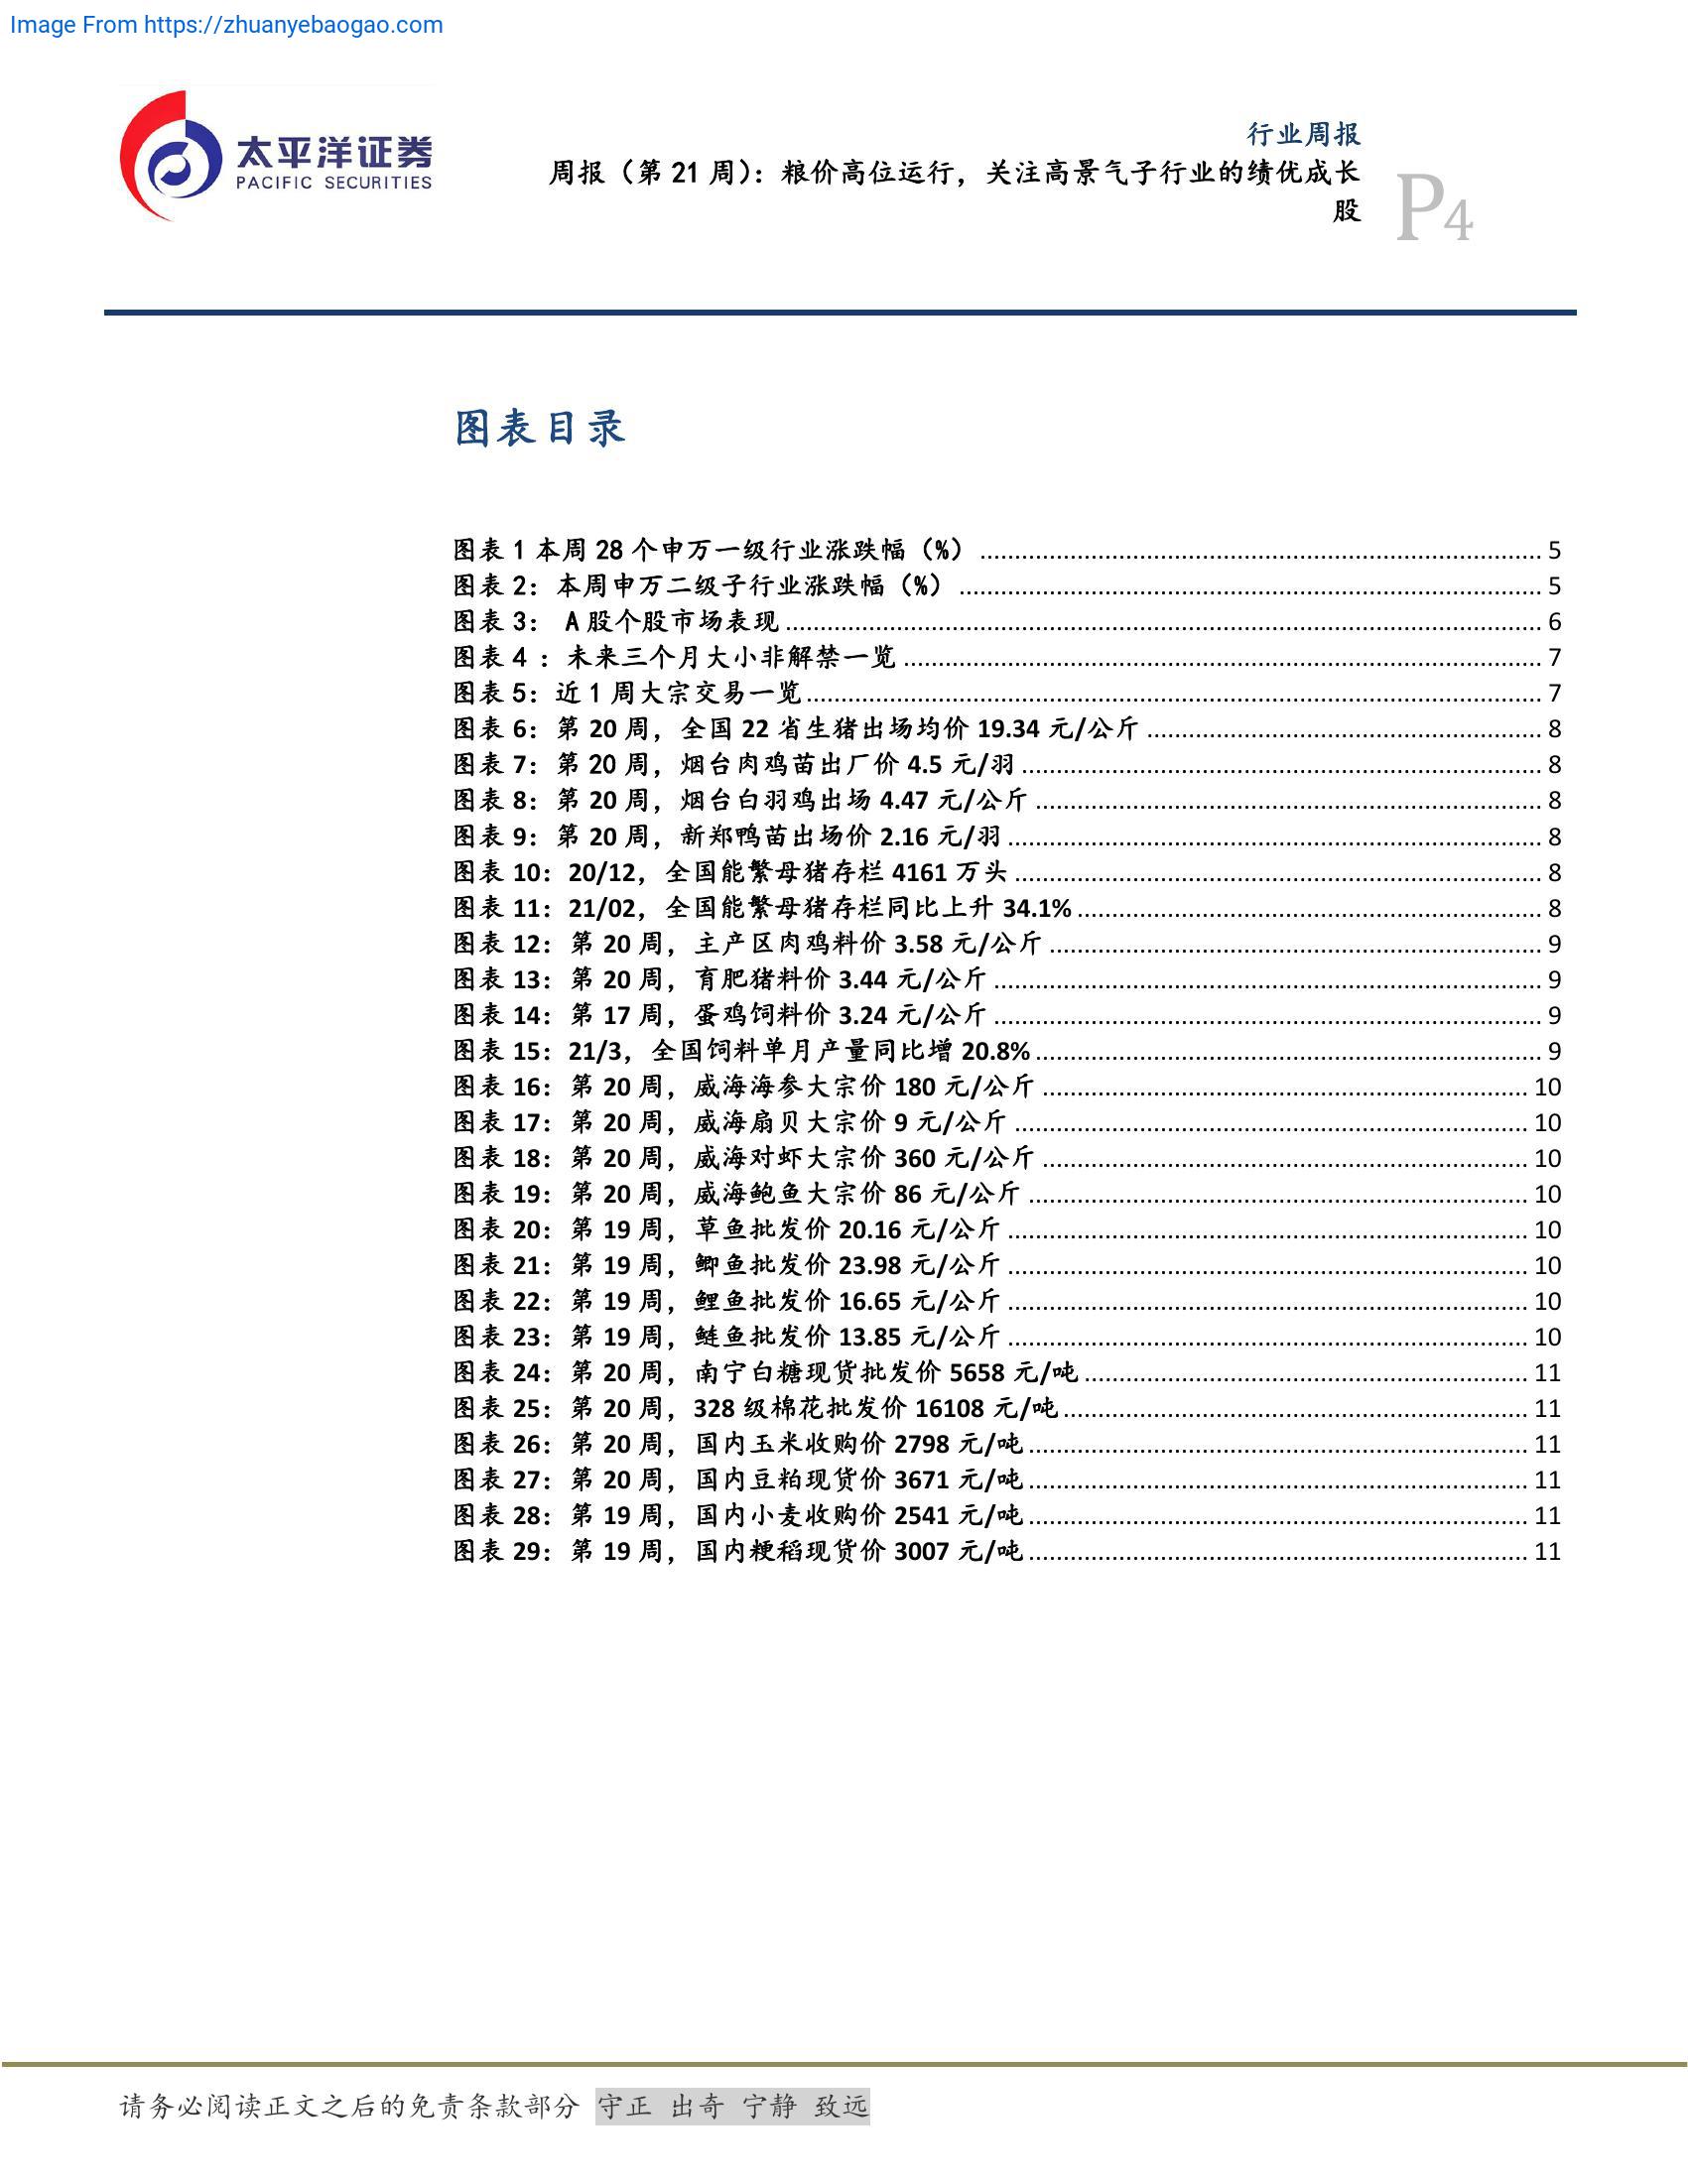 Image From https://zhuanyebaogao.com
太平洋证券
PACIFIC SECURITIES
行业周报
周报（第 21 周）：粮价高位运行，关注高景气子行业的绩优成长
股
P4
图表目录
图表 1 本周 28 个申万一级行业涨跌幅（%） 5
图表 2：本周申万二级子行业涨跌幅（%） 5
图表 3： A 股个股市场表现 6
图表 4 ：未来三个月大小非解禁一览 7
图表 5：近 1 周大宗交易一览 7
图表 6：第 20 周，全国 22 省生猪出场均价 19.34 元/公斤 8
图表 7：第 20 周，烟台肉鸡苗出厂价 4.5 元/羽 8
图表 8：第 20 周，烟台白羽鸡出场 4.47 元/公斤 8
图表 9：第 20 周，新郑鸭苗出场价 2.16 元/羽 8
图表 10：20/12，全国能繁母猪存栏 4161 万头 8
图表 11：21/02，全国能繁母猪存栏同比上升 34.1% 8
图表 12：第 20 周，主产区肉鸡料价 3.58 元/公斤 9
图表 13：第 20 周，育肥猪料价 3.44 元/公斤 9
图表 14：第 17 周，蛋鸡饲料价 3.24 元/公斤 9
图表 15：21/3，全国饲料单月产量同比增 20.8% 9
图表 16：第 20 周，威海海参大宗价 180 元/公斤 10
图表 17：第 20 周，威海扇贝大宗价 9 元/公斤 10
图表 18：第 20 周，威海对虾大宗价 360 元/公斤 10
图表 19：第 20 周，威海鲍鱼大宗价 86 元/公斤 10
图表 20：第 19 周，草鱼批发价 20.16 元/公斤 10
图表 21：第 19 周，鲫鱼批发价 23.98 元/公斤 10
图表 22：第 19 周，鲤鱼批发价 16.65 元/公斤 10
图表 23：第 19 周，鲢鱼批发价 13.85 元/公斤 10
图表 24：第 20 周，南宁白糖现货批发价 5658 元/吨 11
图表 25：第 20 周，328 级棉花批发价 16108 元/吨 11
图表 26：第 20 周，国内玉米收购价 2798 元/吨 11
图表 27：第 20 周，国内豆粕现货价 3671 元/吨 11
图表 28：第 19 周，国内小麦收购价 2541 元/吨 11
图表 29：第 19 周，国内粳稻现货价 3007 元/吨 11
请务必阅读正文之后的免责条款部分 守正 出奇 宁静 致远